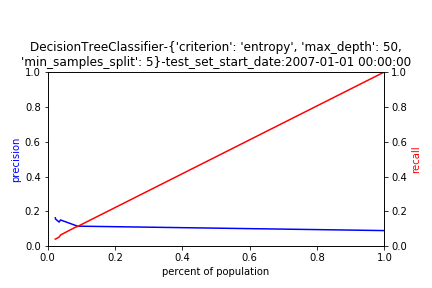 DecisionTreeClassifier-{'criterion': 'entropy', 'max_depth': 50,
'min_samples_split': 5}-test_set_start_date:2007-01-01 00:00:00
1.0
0.8
0.6
0.4
0.2
0.0
precision
1.0
0.8
0.6
0.4
0.2
0.0
recall
0.0 0.2 0.4 0.6 0.8 1.0
percent of population